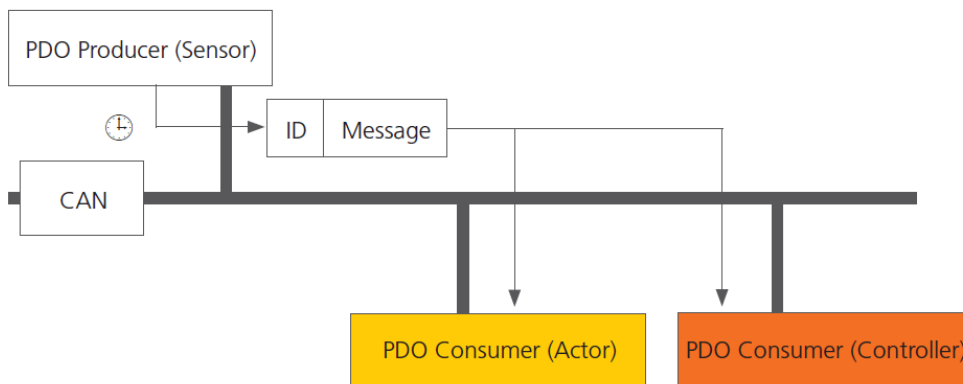 PDO Producer (Sensor)
ID
Message
CAN
PDO Consumer (Actor)
PDO Consumer (Controller)